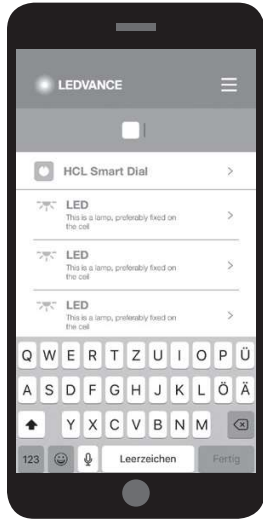 LEDVANCE
HCL Smart Dial
LED
This is a lamp, preferably fixed on
the ceil
LED
This is a lamp, preferably fixed on
the ceil
LED
This is a lamp, preferably fixed on
the ceil
Q W E R T Z U I O P Ü
A S D F G H J K L Ö Ä
Y X C V B N M
123 Leerzeichen Fertig